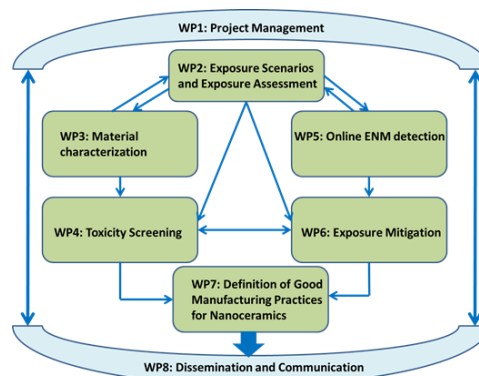 WP1: Project Management
WP2: Exposure Scenarios
and Exposure Assessment
WP3: Material
characterization
WP5: Online ENM detection
WP4: Toxicity Screening
WP6: Exposure Mitigation
WP7: Definition of Good
Manufacturing Practices
for Nanoceramics
WP8: Dissemination and Communication